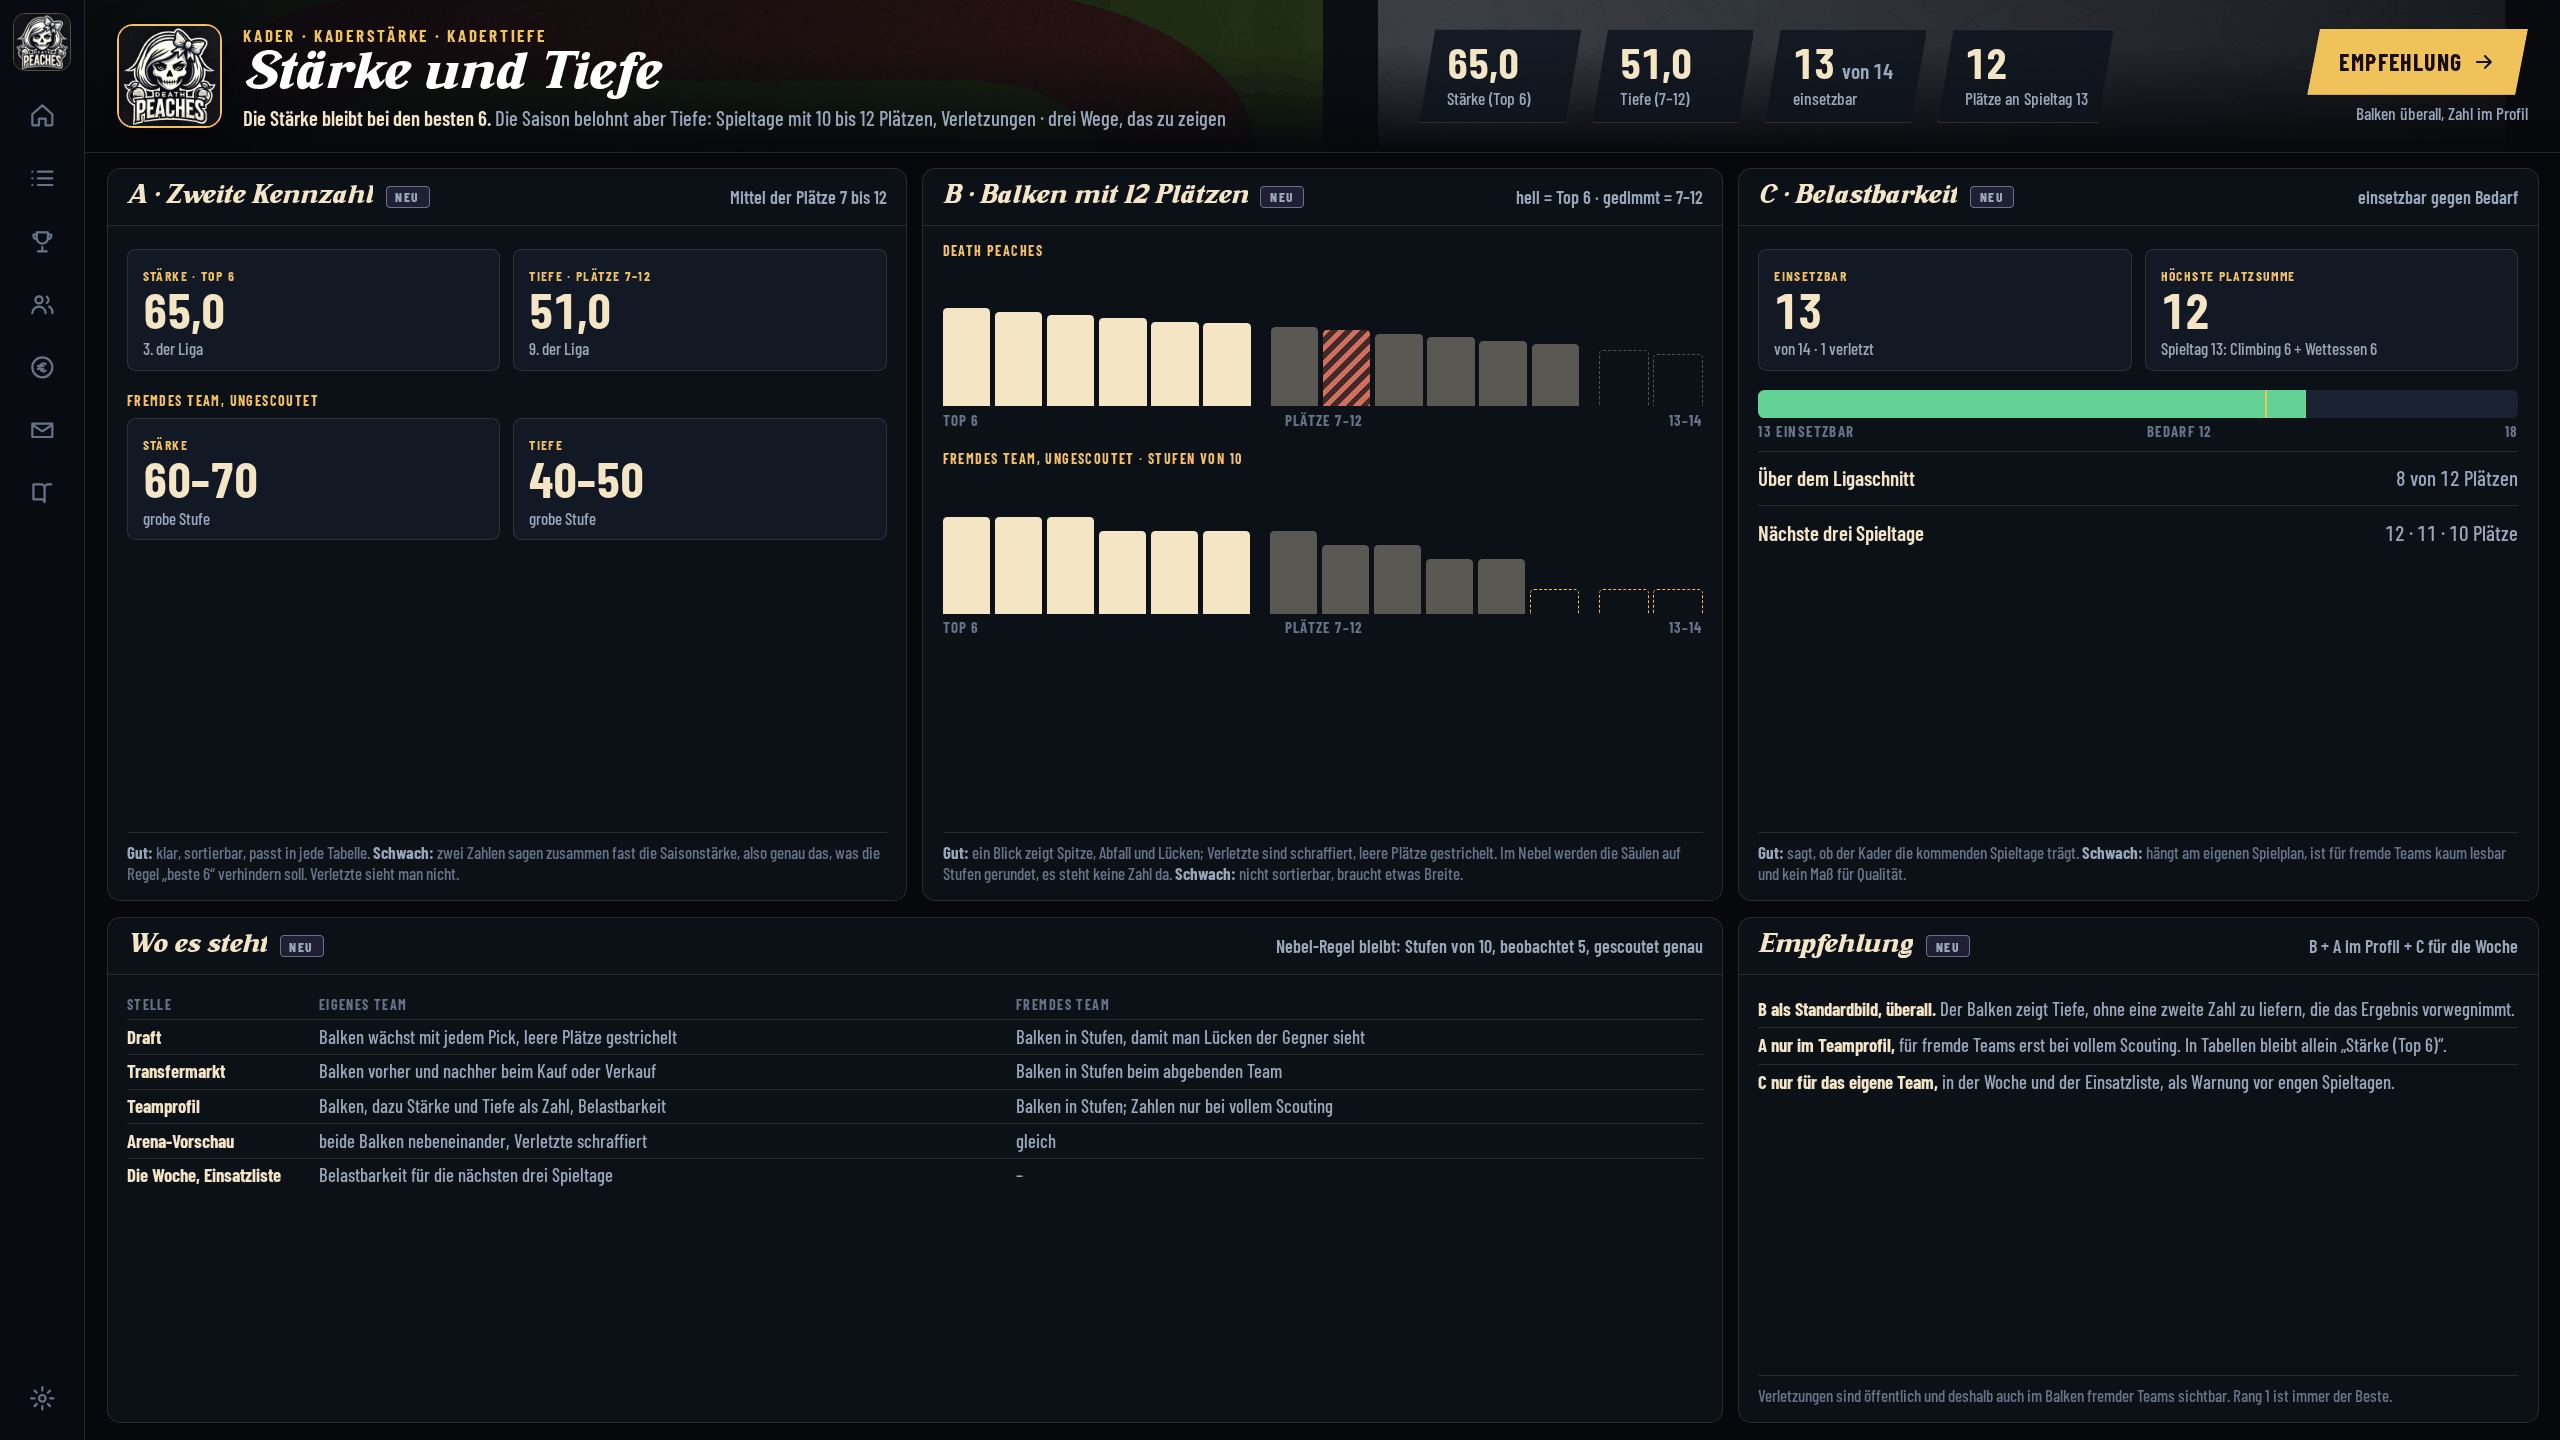 DEATH
PEACHES
DEATH
PEACHES
KADER · KADERSTÄRKE · KADERTIEFE
Stärke und Tiefe
Die Stärke bleibt bei den besten 6. Die Saison belohnt aber Tiefe: Spieltage mit 10 bis 12 Plätzen, Verletzungen · drei Wege, das zu zeigen
65,0
Stärke (Top 6)
51,0
Tiefe (7–12)
13 von 14
einsetzbar
12
Plätze an Spieltag 13
EMPFEHLUNG →
Balken überall, Zahl im Profil
A · Zweite Kennzahl NEU
Mittel der Plätze 7 bis 12
STÄRKE · TOP 6
65,0
3. der Liga
TIEFE · PLÄTZE 7–12
51,0
9. der Liga
FREMDES TEAM, UNGESCOUTET
STÄRKE
60–70
grobe Stufe
TIEFE
40–50
grobe Stufe
Gut: klar, sortierbar, passt in jede Tabelle. Schwach: zwei Zahlen sagen zusammen fast die Saisonstärke, also genau das, was die
Regel „beste 6“ verhindern soll. Verletzte sieht man nicht.
B · Balken mit 12 Plätzen NEU
hell = Top 6 · gedimmt = 7–12
DEATH PEACHES
TOP 6 PLÄTZE 7–12 13–14
FREMDES TEAM, UNGESCOUTET · STUFEN VON 10
TOP 6 PLÄTZE 7–12 13–14
Gut: ein Blick zeigt Spitze, Abfall und Lücken; Verletzte sind schraffiert, leere Plätze gestrichelt. Im Nebel werden die Säulen auf
Stufen gerundet, es steht keine Zahl da. Schwach: nicht sortierbar, braucht etwas Breite.
C · Belastbarkeit NEU
einsetzbar gegen Bedarf
EINSETZBAR
13
von 14 · 1 verletzt
HÖCHSTE PLATZSUMME
12
Spieltag 13: Climbing 6 + Wettessen 6
13 EINSETZBAR BEDARF 12 18
Über dem Ligaschnitt 8 von 12 Plätzen
Nächste drei Spieltage 12 · 11 · 10 Plätze
Gut: sagt, ob der Kader die kommenden Spieltage trägt. Schwach: hängt am eigenen Spielplan, ist für fremde Teams kaum lesbar
und kein Maß für Qualität.
Wo es steht NEU
Nebel-Regel bleibt: Stufen von 10, beobachtet 5, gescoutet genau
STELLE EIGENES TEAM FREMDES TEAM
Draft Balken wächst mit jedem Pick, leere Plätze gestrichelt Balken in Stufen, damit man Lücken der Gegner sieht
Transfermarkt Balken vorher und nachher beim Kauf oder Verkauf Balken in Stufen beim abgebenden Team
Teamprofil Balken, dazu Stärke und Tiefe als Zahl, Belastbarkeit Balken in Stufen; Zahlen nur bei vollem Scouting
Arena-Vorschau beide Balken nebeneinander, Verletzte schraffiert gleich
Die Woche, Einsatzliste Belastbarkeit für die nächsten drei Spieltage –
Empfehlung NEU
B + A im Profil + C für die Woche
B als Standardbild, überall. Der Balken zeigt Tiefe, ohne eine zweite Zahl zu liefern, die das Ergebnis vorwegnimmt.
A nur im Teamprofil, für fremde Teams erst bei vollem Scouting. In Tabellen bleibt allein „Stärke (Top 6)“.
C nur für das eigene Team, in der Woche und der Einsatzliste, als Warnung vor engen Spieltagen.
Verletzungen sind öffentlich und deshalb auch im Balken fremder Teams sichtbar. Rang 1 ist immer der Beste.